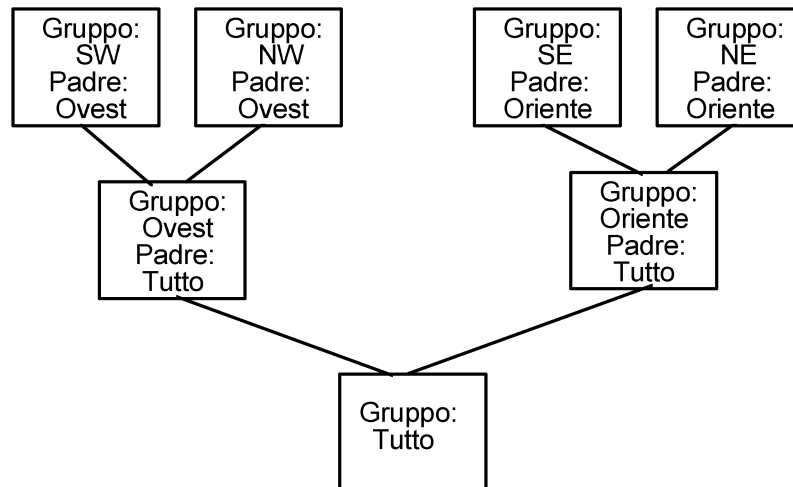 Gruppo:
SW
Padre:
Ovest
Gruppo:
NW
Padre:
Ovest
Gruppo:
SE
Padre:
Oriente
Gruppo:
NE
Padre:
Oriente
Gruppo:
Ovest
Padre:
Tutto
Gruppo:
Oriente
Padre:
Tutto
Gruppo:
Tutto